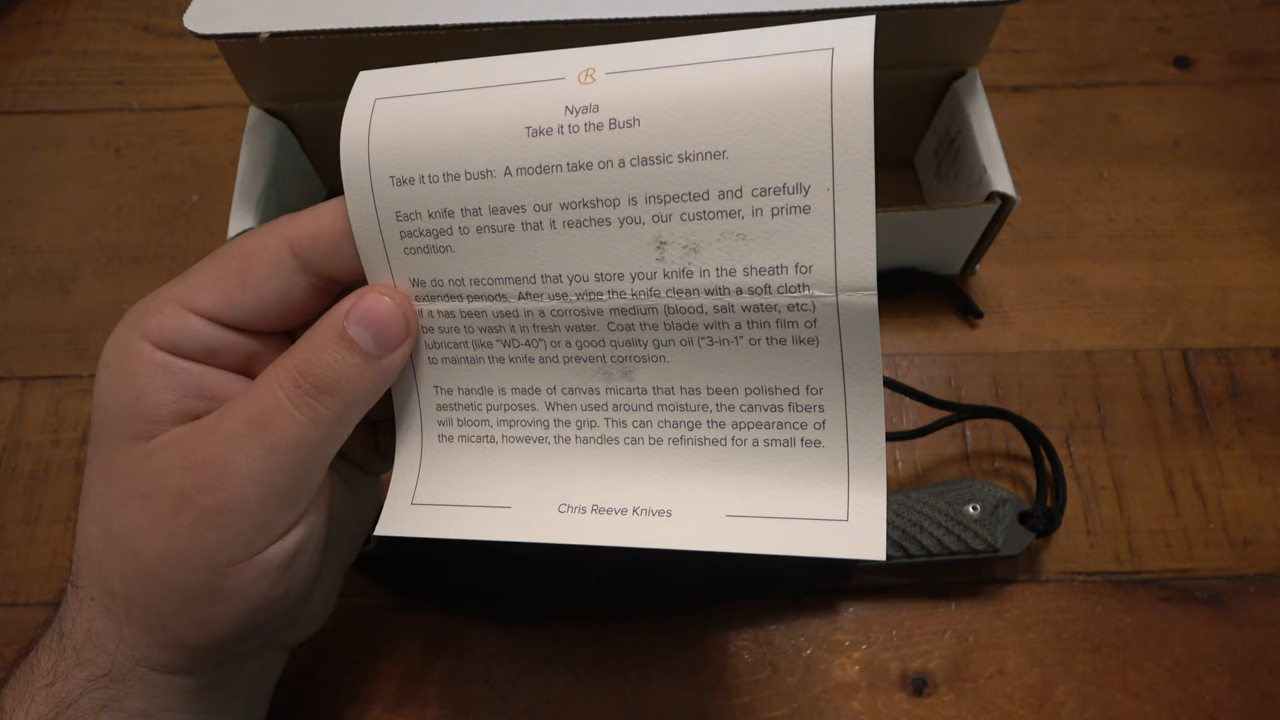 CR
Nyala
Take it to the Bush
Take it to the bush: A modern take on a classic skinner.
Each knife that leaves our workshop is inspected and carefully
packaged to ensure that it reaches you, our customer, in prime
condition.
We do not recommend that you store your knife in the sheath for
extended periods. After use, wipe the knife clean with a soft cloth.
If it has been used in a corrosive medium (blood, salt water, etc.)
be sure to wash it in fresh water. Coat the blade with a thin film of
lubricant (like "WD-40") or a good quality gun oil ("3-in-1" or the like)
to maintain the knife and prevent corrosion.
The handle is made of canvas micarta that has been polished for
aesthetic purposes. When used around moisture, the canvas fibers
will bloom, improving the grip. This can change the appearance of
the micarta, however, the handles can be refinished for a small fee.
Chris Reeve Knives